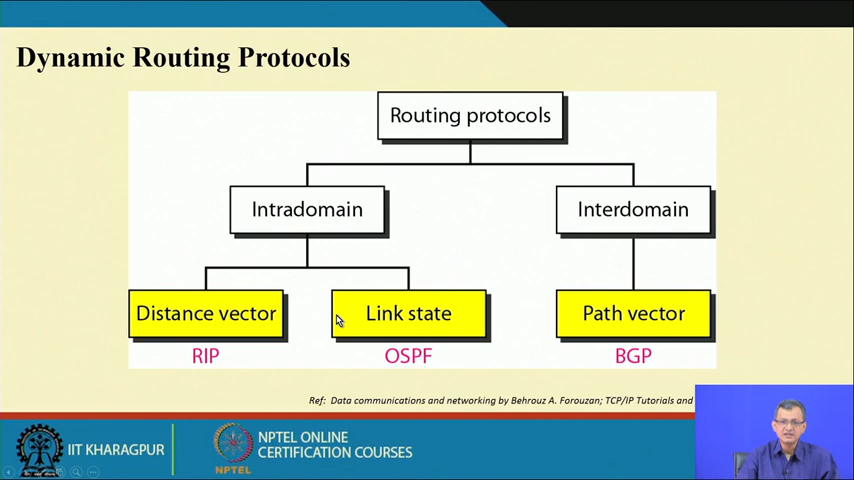 Dynamic Routing Protocols
Routing protocols
Intradomain
Interdomain
Distance vector
Link state
Path vector
RIP
OSPF
BGP
Ref: Data communications and networking by Behrouz A. Forouzan; TCP/IP Tutorials and
IIT KHARAGPUR
NPTEL
NPTEL ONLINE
CERTIFICATION COURSES